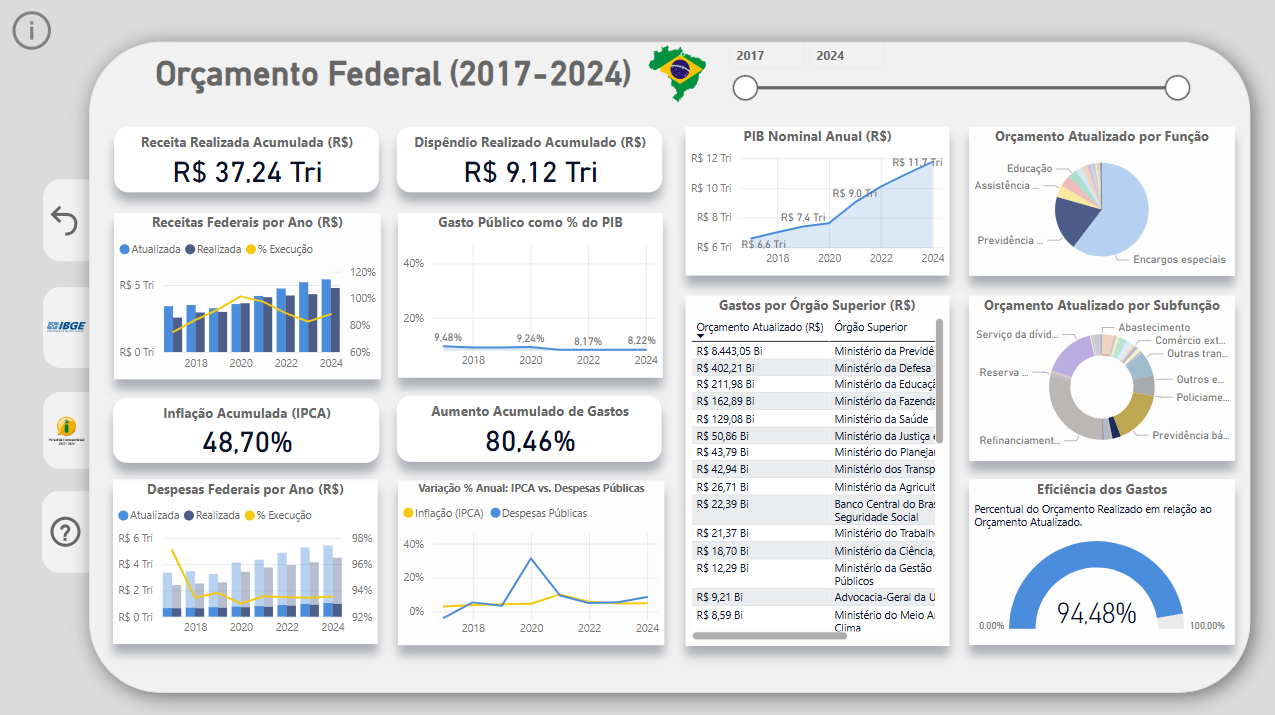 i
Orçamento Federal (2017-2024)
2017
2024
Receita Realizada Acumulada (R$)
R$ 37,24 Tri
Dispêndio Realizado Acumulado (R$)
R$ 9,12 Tri
PIB Nominal Anual (R$)
R$ 12 Tri
R$ 10 Tri
R$ 8 Tri
R$ 6 Tri
R$ 6,6 Tri
R$ 7,4 Tri
R$ 9,0 Tri
R$ 11,7 Tri
2018
2020
2022
2024
Orçamento Atualizado por Função
Educação
Assistência ...
Previdência ...
Encargos especiais
Receitas Federais por Ano (R$)
Atualizada
Realizada
% Execução
R$ 5 Tri
R$ 0 Tri
120%
100%
80%
60%
2018
2020
2022
2024
Gasto Público como % do PIB
40%
20%
9,48%
9,24%
8,17%
8,22%
2018
2020
2022
2024
IBGE
Gastos por Órgão Superior (R$)
Orçamento Atualizado (R$) Órgão Superior
R$ 8.443,05 Bi Ministério da Previdê
R$ 402,21 Bi Ministério da Defesa
R$ 211,98 Bi Ministério da Educaçã
R$ 162,89 Bi Ministério da Fazenda
R$ 129,08 Bi Ministério da Saúde
R$ 50,86 Bi Ministério da Justiça e
R$ 43,79 Bi Ministério do Planejar
R$ 42,94 Bi Ministério dos Transp
R$ 26,71 Bi Ministério da Agricult
R$ 22,39 Bi Banco Central do Bras
Seguridade Social
R$ 21,37 Bi Ministério do Trabalh
R$ 18,70 Bi Ministério da Ciência,
R$ 12,29 Bi Ministério da Gestão
Públicos
R$ 9,21 Bi Advocacia-Geral da U
R$ 8,59 Bi Ministério do Meio A
Clima
Orçamento Atualizado por Subfunção
Abastecimento
Comércio ext...
Outras tran...
Outros e...
Policiame...
Previdência bá...
Refinanciament...
Reserva ...
Serviço da dívid...
Inflação Acumulada (IPCA)
48,70%
Aumento Acumulado de Gastos
80,46%
Despesas Federais por Ano (R$)
Atualizada
Realizada
% Execução
R$ 6 Tri
R$ 4 Tri
R$ 2 Tri
R$ 0 Tri
98%
96%
94%
92%
2018
2020
2022
2024
Variação % Anual: IPCA vs. Despesas Públicas
Inflação (IPCA)
Despesas Públicas
40%
20%
0%
2018
2020
2022
2024
Eficiência dos Gastos
Percentual do Orçamento Realizado em relação ao
Orçamento Atualizado.
94,48%
0,00%
100,00%
?